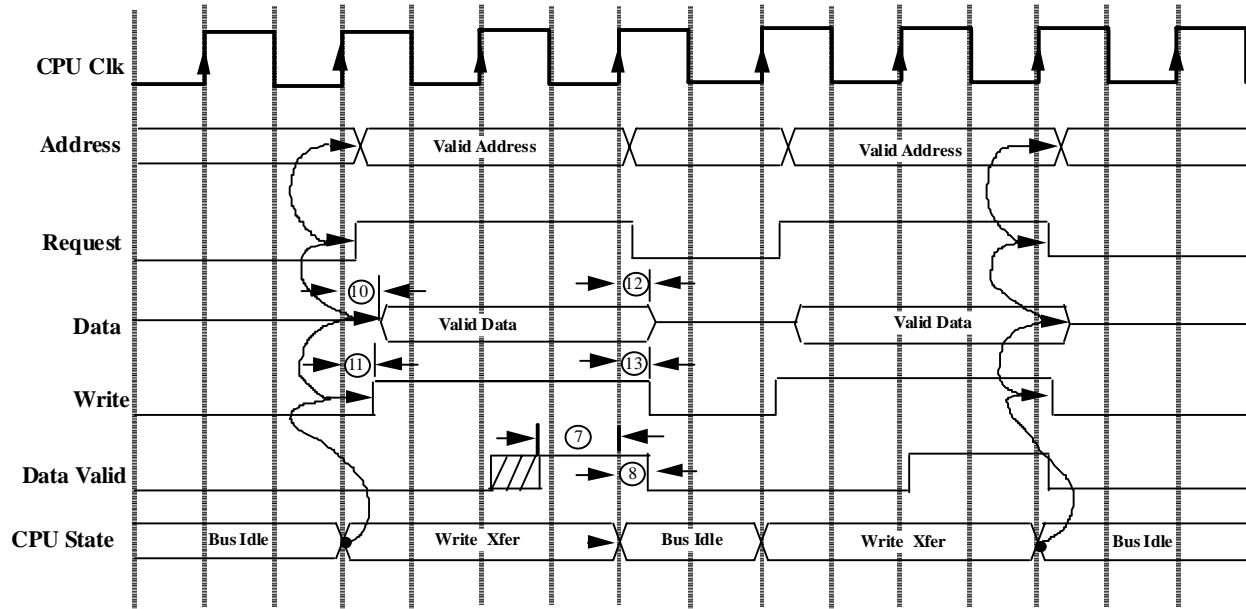 CPU Clk
Address
Valid Address
Valid Address
Request
10
12
Data
Valid Data
Valid Data
11
13
Write
7
Data Valid
8
CPU State
Bus Idle
Write Xfer
Bus Idle
Write Xfer
Bus Idle